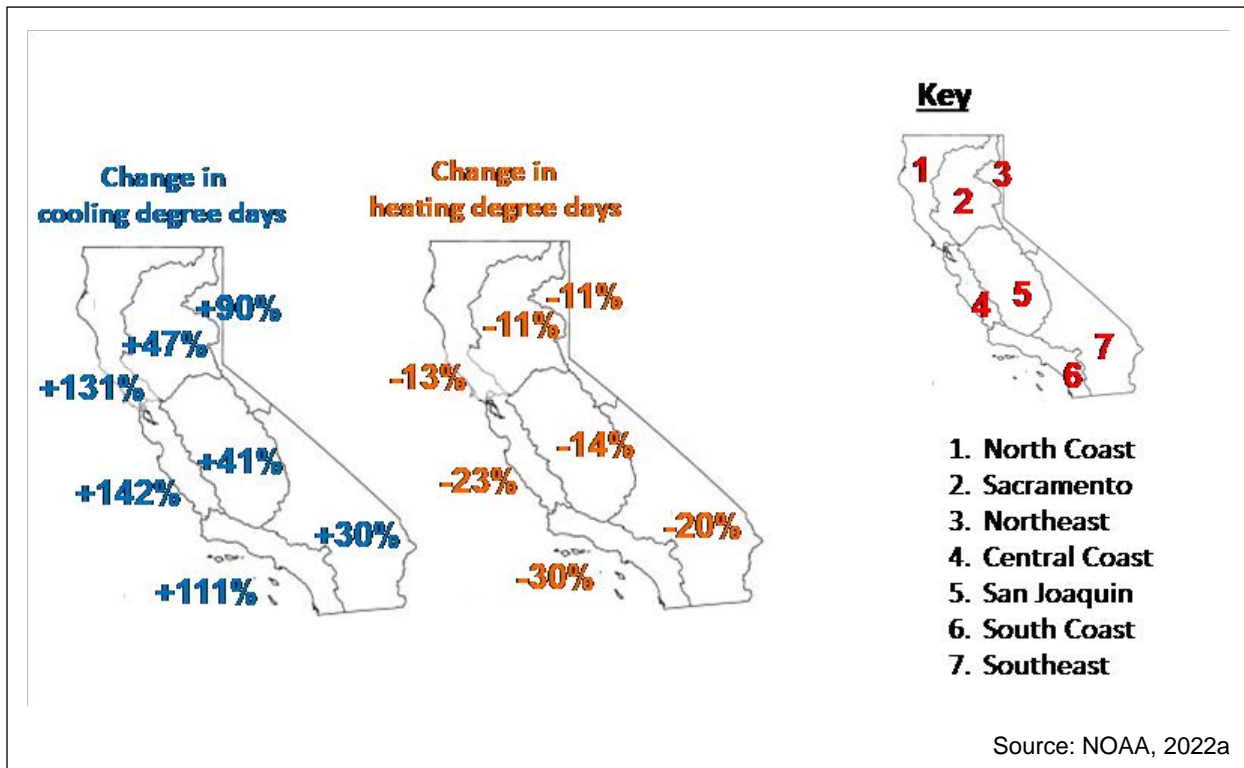 Key
1
3
2
5
4
7
6
Change in
cooling degree days
+90%
+47%
+131%
+41%
+142%
+30%
+111%
Change in
heating degree days
-11%
-11%
-13%
-14%
-23%
-20%
-30%
1. North Coast
2. Sacramento
3. Northeast
4. Central Coast
5. San Joaquin
6. South Coast
7. Southeast
Source: NOAA, 2022a